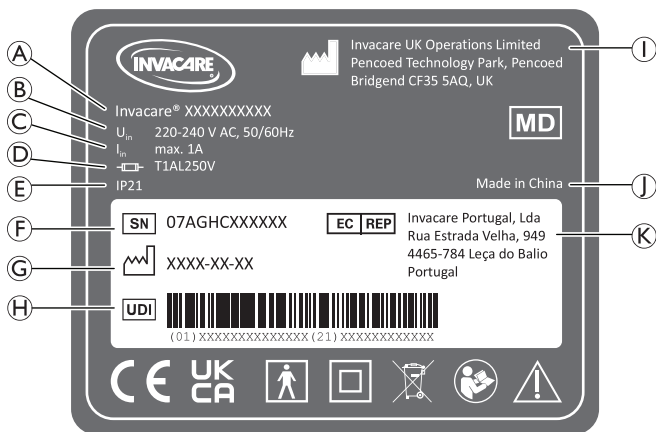 INVACARE®
Invacare UK Operations Limited
Pencoed Technology Park, Pencoed
Bridgend CF35 5AQ, UK
Invacare® XXXXXXXXXX
Uin 220-240 V AC, 50/60Hz
Iin max. 1A
T1AL250V
IP21
MD
Made in China
SN 07AGHCXXXXXX
XXXX-XX-XX
EC REP
Invacare Portugal, Lda
Rua Estrada Velha, 949
4465-784 Leça do Balio
Portugal
UDI
(01)XXXXXXXXXXXXXX(21)XXXXXXXXXXXX
CE UK
CA
A
B
C
D
E
F
G
H
I
J
K